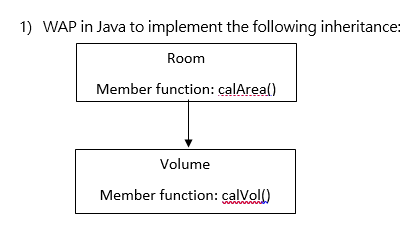 1) WAP in Java to implement the following inheritance:
Room
Member function: calArea()
Volume
Member function: calVol()